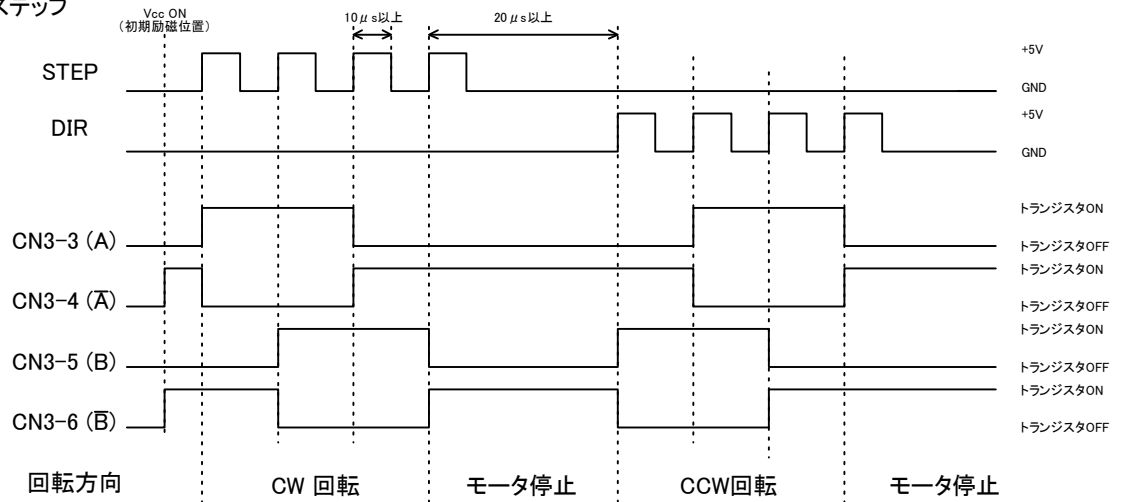 ステップ
Vcc ON
(初期励磁位置)
10μs以上
20μs以上
STEP
+5V
GND
DIR
+5V
GND
CN3-3 (A)
トランジスタON
トランジスタOFF
CN3-4 (A̅)
トランジスタON
トランジスタOFF
CN3-5 (B)
トランジスタON
トランジスタOFF
CN3-6 (B̅)
トランジスタON
トランジスタOFF
回転方向
CW 回転
モータ停止
CCW回転
モータ停止